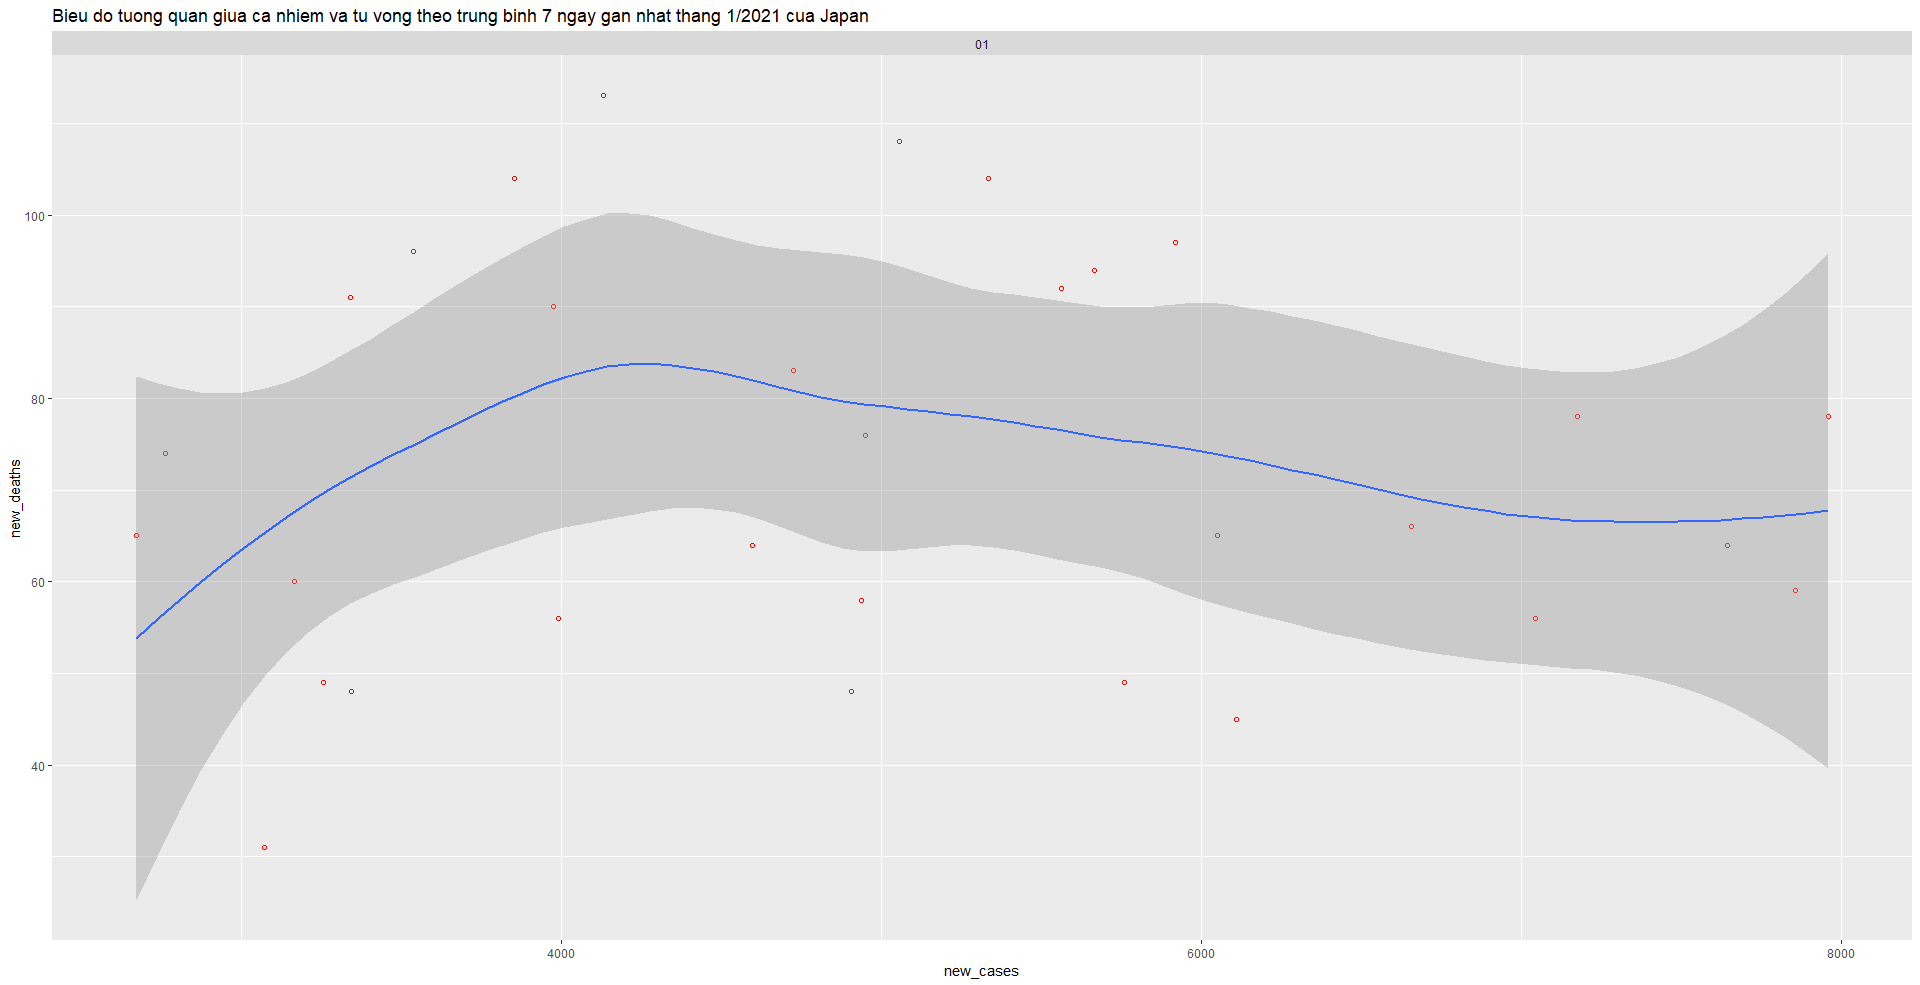 Bieu do tuong quan giua ca nhiem va tu vong theo trung binh 7 ngay gan nhat thang 1/2021 cua Japan
01
100
80
60
40
new_deaths
4000
6000
8000
new_cases